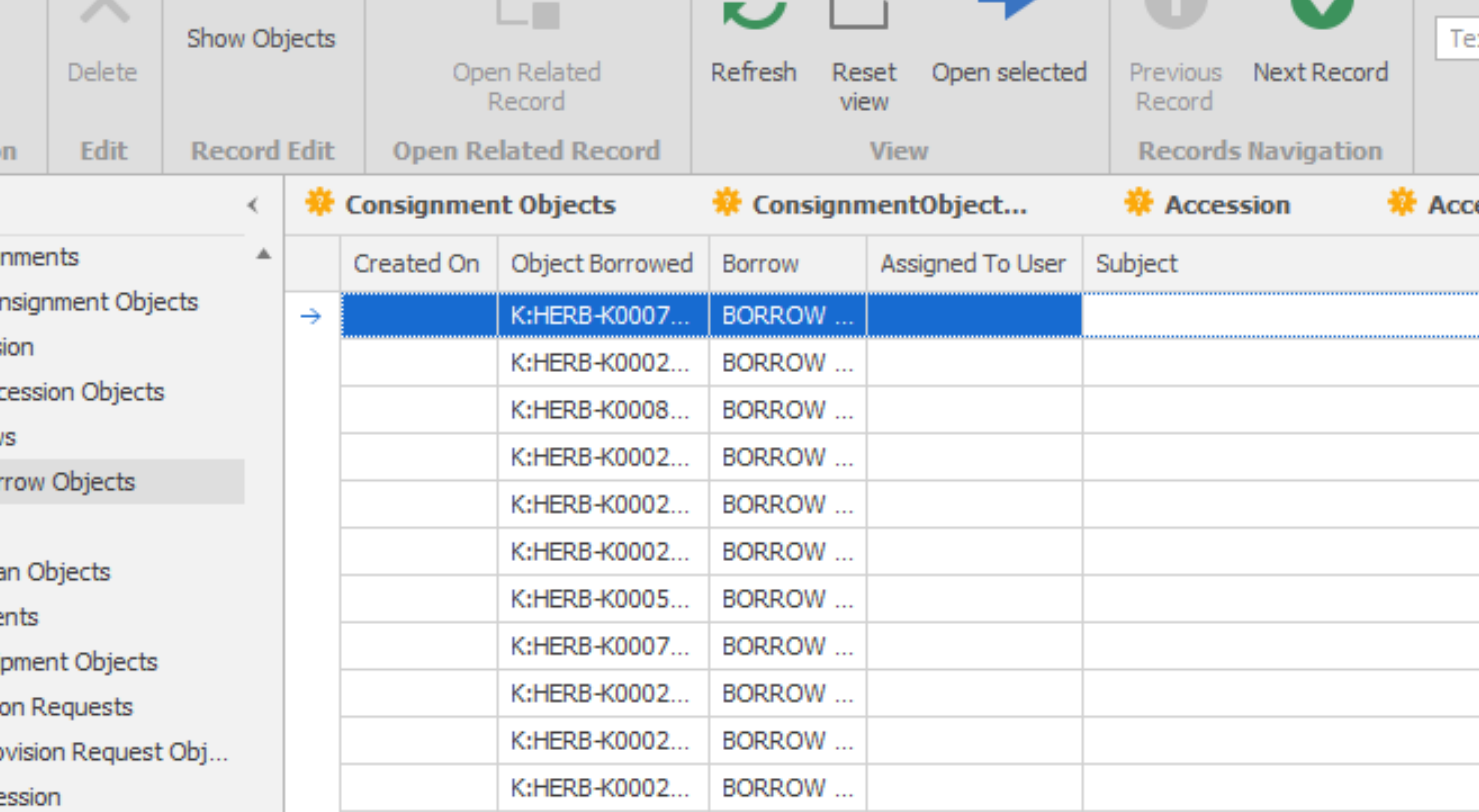 Show Objects
Delete
Open Related
Record
Refresh
Reset
view
Open selected
Previous
Record
Next Record
Edit
Record Edit
Open Related Record
View
Records Navigation
Consignment Objects
ConsignmentObject...
Accession
Created On Object Borrowed Borrow Assigned To User Subject
K:HERB-K0007... BORROW ...
K:HERB-K0002... BORROW ...
K:HERB-K0008... BORROW ...
K:HERB-K0002... BORROW ...
K:HERB-K0002... BORROW ...
K:HERB-K0002... BORROW ...
K:HERB-K0005... BORROW ...
K:HERB-K0007... BORROW ...
K:HERB-K0002... BORROW ...
K:HERB-K0002... BORROW ...
K:HERB-K0002... BORROW ...
nments
nsignment Objects
sion
cession Objects
ws
rrow Objects
an Objects
ents
pment Objects
on Requests
ovision Request Obj...
ession